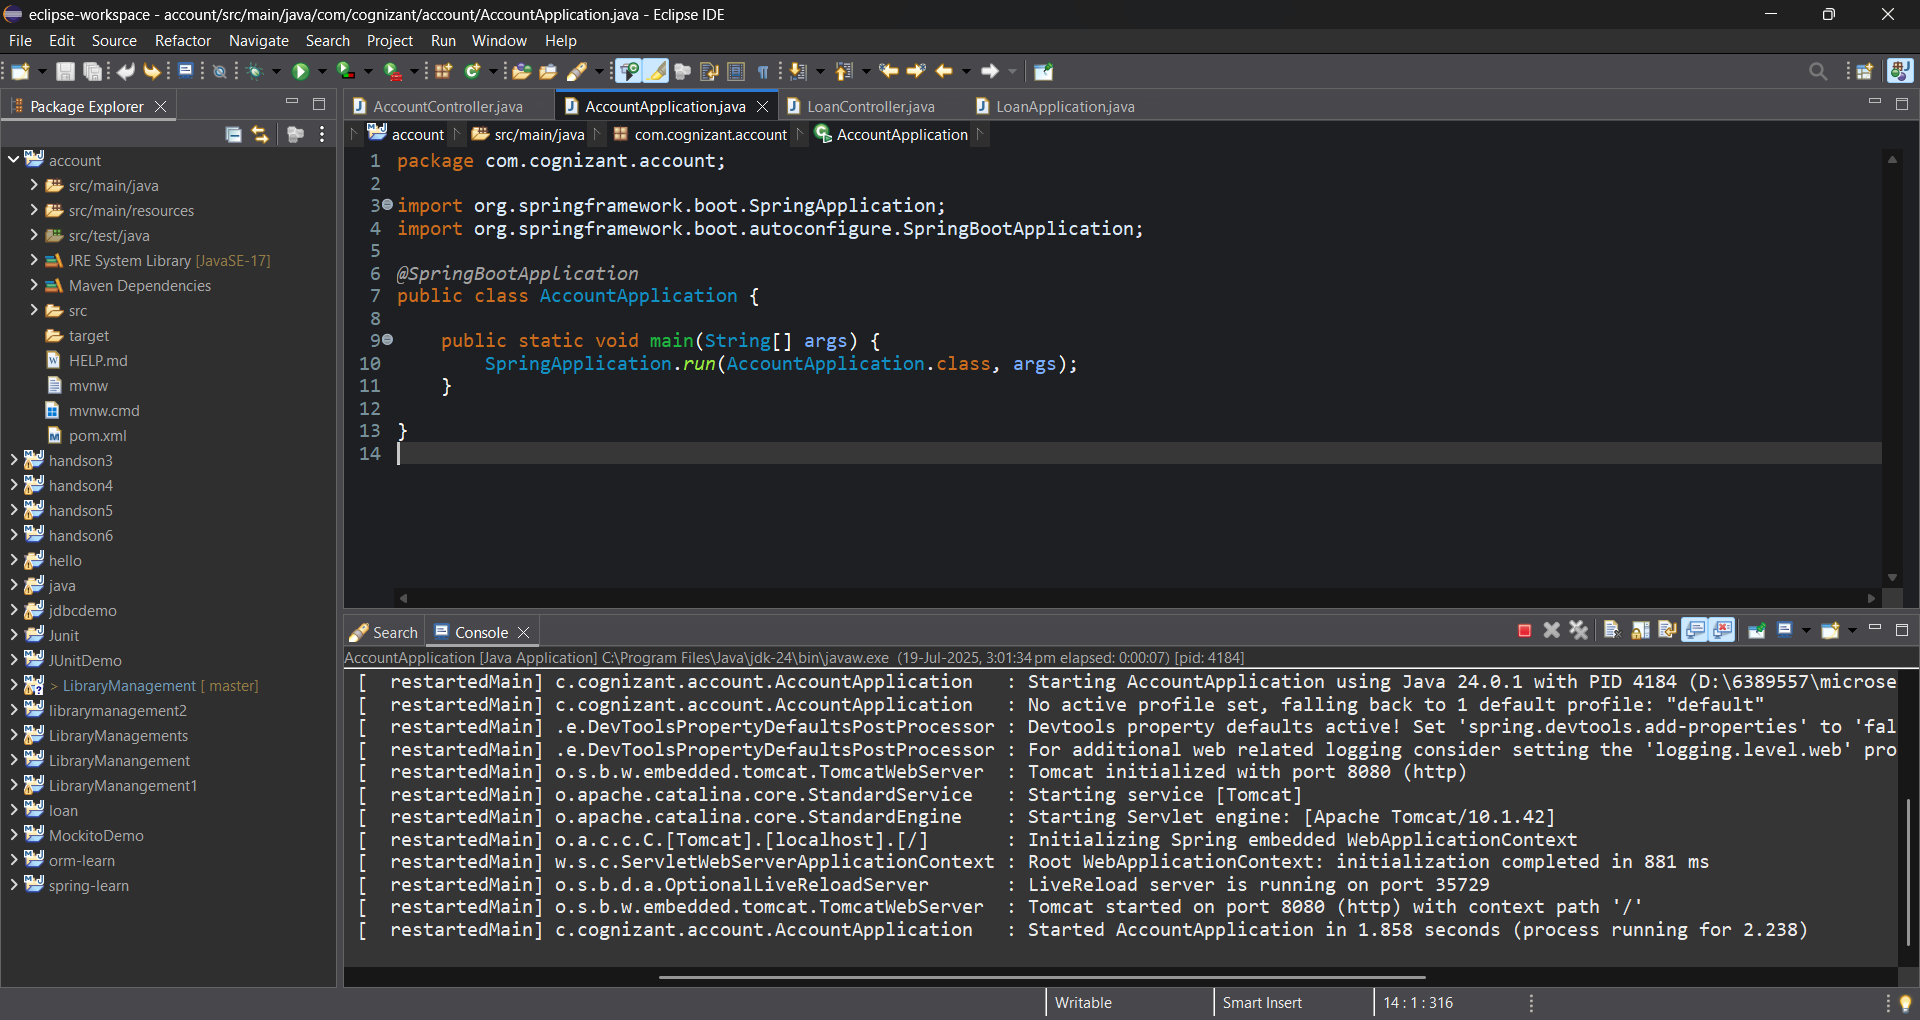 eclipse-workspace - account/src/main/java/com/cognizant/account/AccountApplication.java - Eclipse IDE
File Edit Source Refactor Navigate Search Project Run Window Help
Package Explorer
AccountController.java AccountApplication.java LoanController.java LoanApplication.java
account src/main/java com.cognizant.account AccountApplication
account
src/main/java
src/main/resources
src/test/java
JRE System Library [JavaSE-17]
Maven Dependencies
src
target
HELP.md
mvnw
mvnw.cmd
pom.xml
handson3
handson4
handson5
handson6
hello
java
jdbcdemo
Junit
JUnitDemo
> LibraryManagement [ master]
librarymanagement2
LibraryManagements
LibraryManangement
LibraryManangement1
loan
MockitoDemo
orm-learn
spring-learn
1 package com.cognizant.account;
2
3 import org.springframework.boot.SpringApplication;
4 import org.springframework.boot.autoconfigure.SpringBootApplication;
5
6 @SpringBootApplication
7 public class AccountApplication {
8
9 public static void main(String[] args) {
10 SpringApplication.run(AccountApplication.class, args);
11 }
12
13 }
14
Search Console
AccountApplication [Java Application] C:\Program Files\Java\jdk-24\bin\javaw.exe (19-Jul-2025, 3:01:34 pm elapsed: 0:00:07) [pid: 4184]
[ restartedMain] c.cognizant.account.AccountApplication : Starting AccountApplication using Java 24.0.1 with PID 4184 (D:\6389557\microse
[ restartedMain] c.cognizant.account.AccountApplication : No active profile set, falling back to 1 default profile: "default"
[ restartedMain] .e.DevToolsPropertyDefaultsPostProcessor : Devtools property defaults active! Set 'spring.devtools.add-properties' to 'fal
[ restartedMain] .e.DevToolsPropertyDefaultsPostProcessor : For additional web related logging consider setting the 'logging.level.web' pro
[ restartedMain] o.s.b.w.embedded.tomcat.TomcatWebServer : Tomcat initialized with port 8080 (http)
[ restartedMain] o.apache.catalina.core.StandardService : Starting service [Tomcat]
[ restartedMain] o.apache.catalina.core.StandardEngine : Starting Servlet engine: [Apache Tomcat/10.1.42]
[ restartedMain] o.a.c.c.C.[Tomcat].[localhost].[/] : Initializing Spring embedded WebApplicationContext
[ restartedMain] w.s.c.ServletWebServerApplicationContext : Root WebApplicationContext: initialization completed in 881 ms
[ restartedMain] o.s.b.d.a.OptionalLiveReloadServer : LiveReload server is running on port 35729
[ restartedMain] o.s.b.w.embedded.tomcat.TomcatWebServer : Tomcat started on port 8080 (http) with context path '/'
[ restartedMain] c.cognizant.account.AccountApplication : Started AccountApplication in 1.858 seconds (process running for 2.238)
Writable Smart Insert 14 : 1 : 316